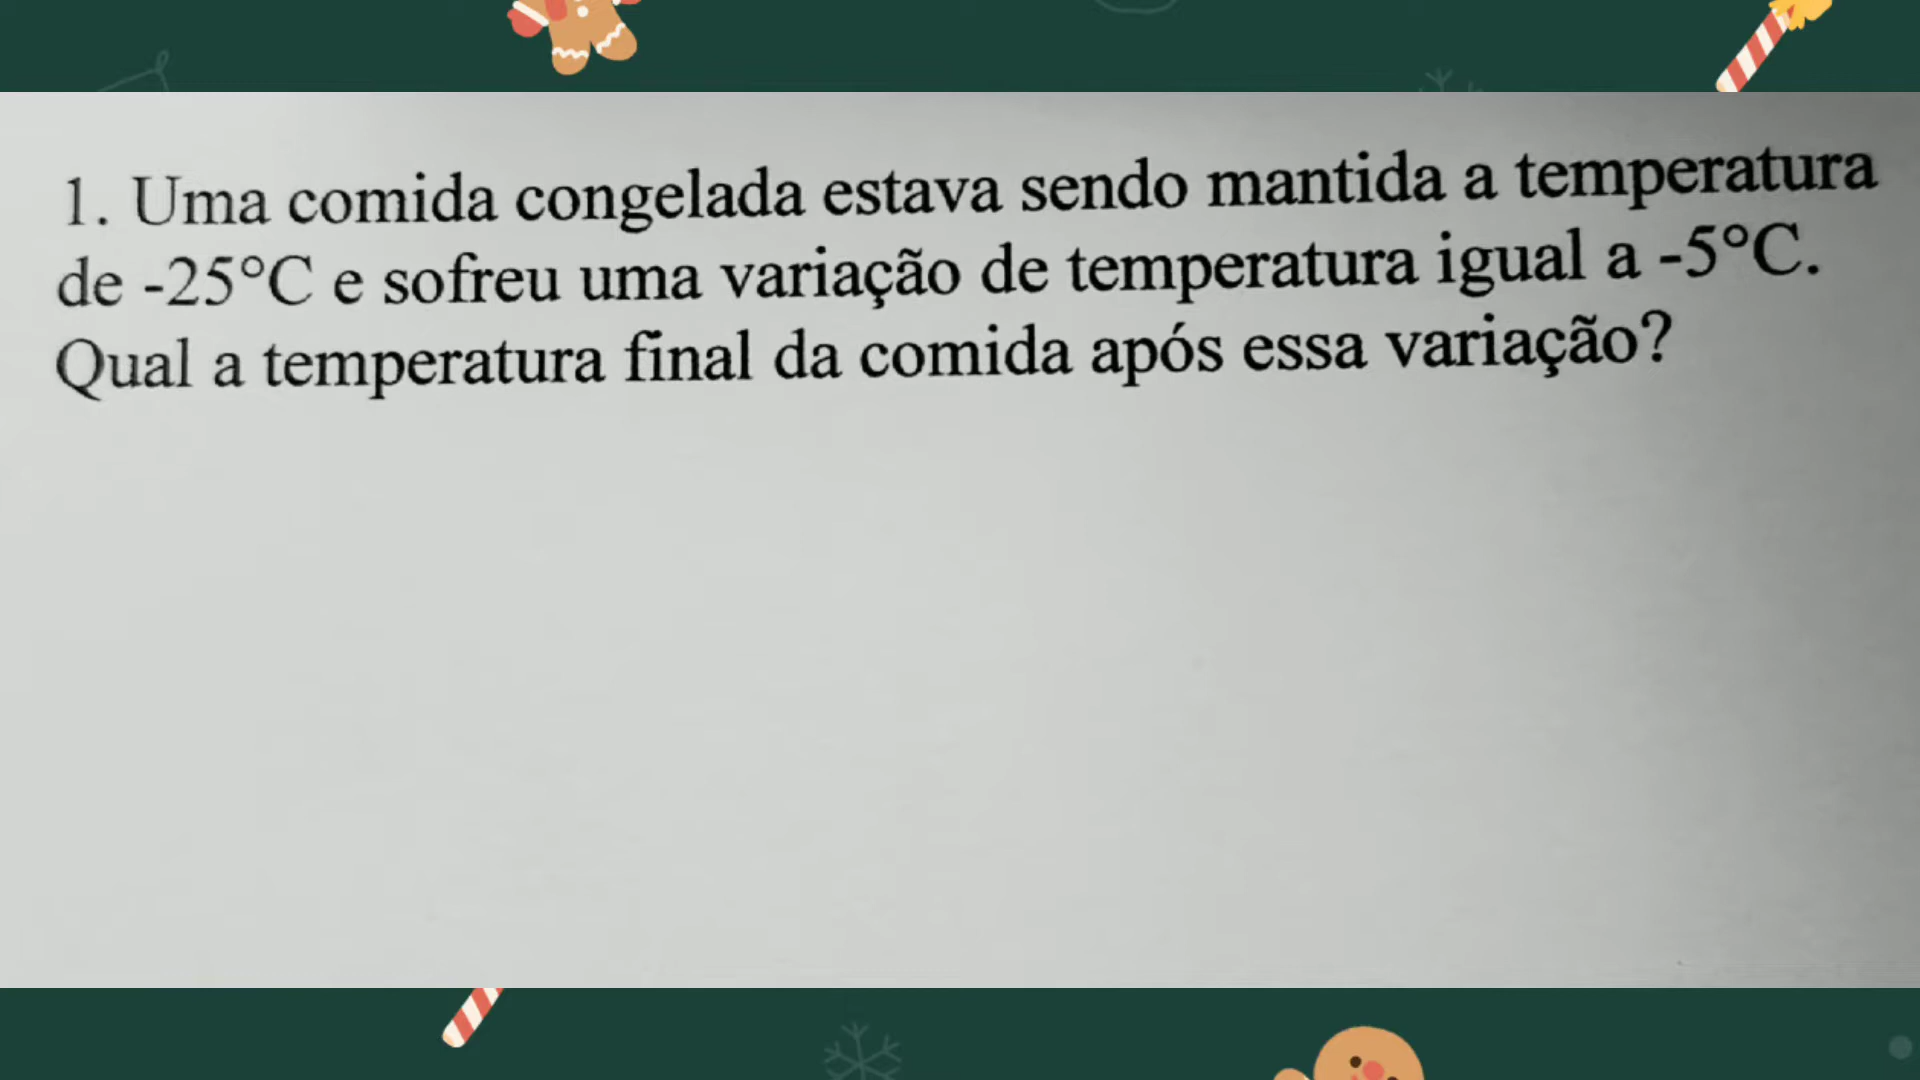 1. Uma comida congelada estava sendo mantida a temperatura
de -25°C e sofreu uma variação de temperatura igual a -5°C.
Qual a temperatura final da comida após essa variação?